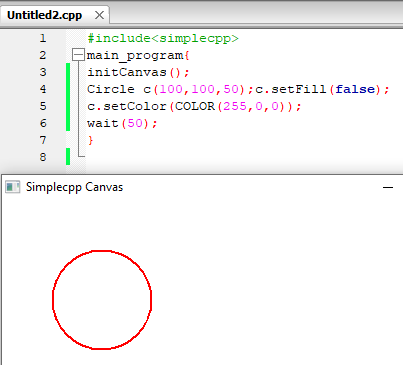 Untitled2.cpp X
1 #include<simplecpp>
2 main_program{
3 initCanvas();
4 Circle c(100,100,50);c.setFill(false);
5 c.setColor(COLOR(255,0,0));
6 wait(50);
7 }
8
Simplecpp Canvas